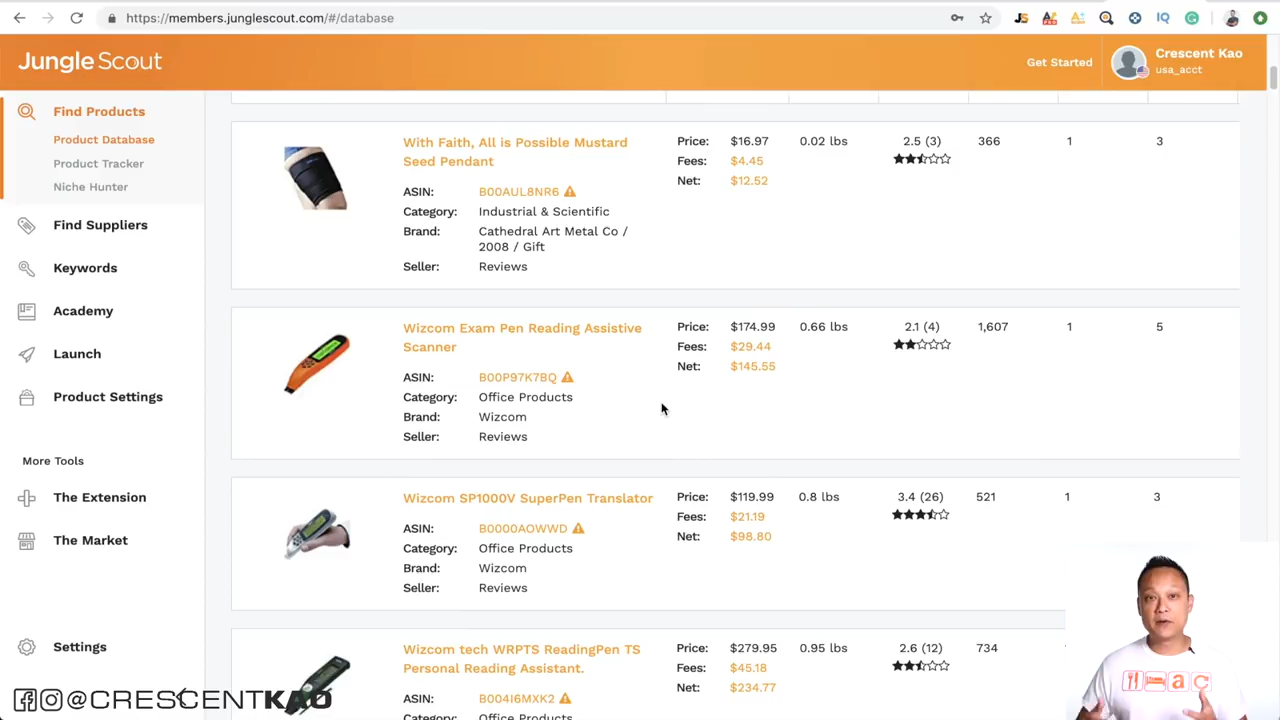 https://members.junglescout.com/#/database
JS
IQ
Jungle Scout
Get Started
Crescent Kao
usa_acct
Find Products
Product Database
Product Tracker
Niche Hunter
Find Suppliers
Keywords
Academy
Launch
Product Settings
More Tools
The Extension
The Market
Settings
With Faith, All is Possible Mustard
Seed Pendant
ASIN: B00AUL8NR6
Category: Industrial & Scientific
Brand: Cathedral Art Metal Co /
2008 / Gift
Seller: Reviews
Price: $16.97 0.02 lbs 2.5 (3) 366 1 3
Fees: $4.45
Net: $12.52
Wizcom Exam Pen Reading Assistive
Scanner
ASIN: B00P97K7BQ
Category: Office Products
Brand: Wizcom
Seller: Reviews
Price: $174.99 0.66 lbs 2.1 (4) 1,607 1 5
Fees: $29.44
Net: $145.55
Wizcom SP1000V SuperPen Translator
ASIN: B0000AOWWD
Category: Office Products
Brand: Wizcom
Seller: Reviews
Price: $119.99 0.8 lbs 3.4 (26) 521 1 3
Fees: $21.19
Net: $98.80
Wizcom tech WRPTS ReadingPen TS
Personal Reading Assistant.
ASIN: B004I6MXK2
Category: Office Products
Price: $279.95 0.95 lbs 2.6 (12) 734
Fees: $45.18
Net: $234.77
@CRESCENTKAO